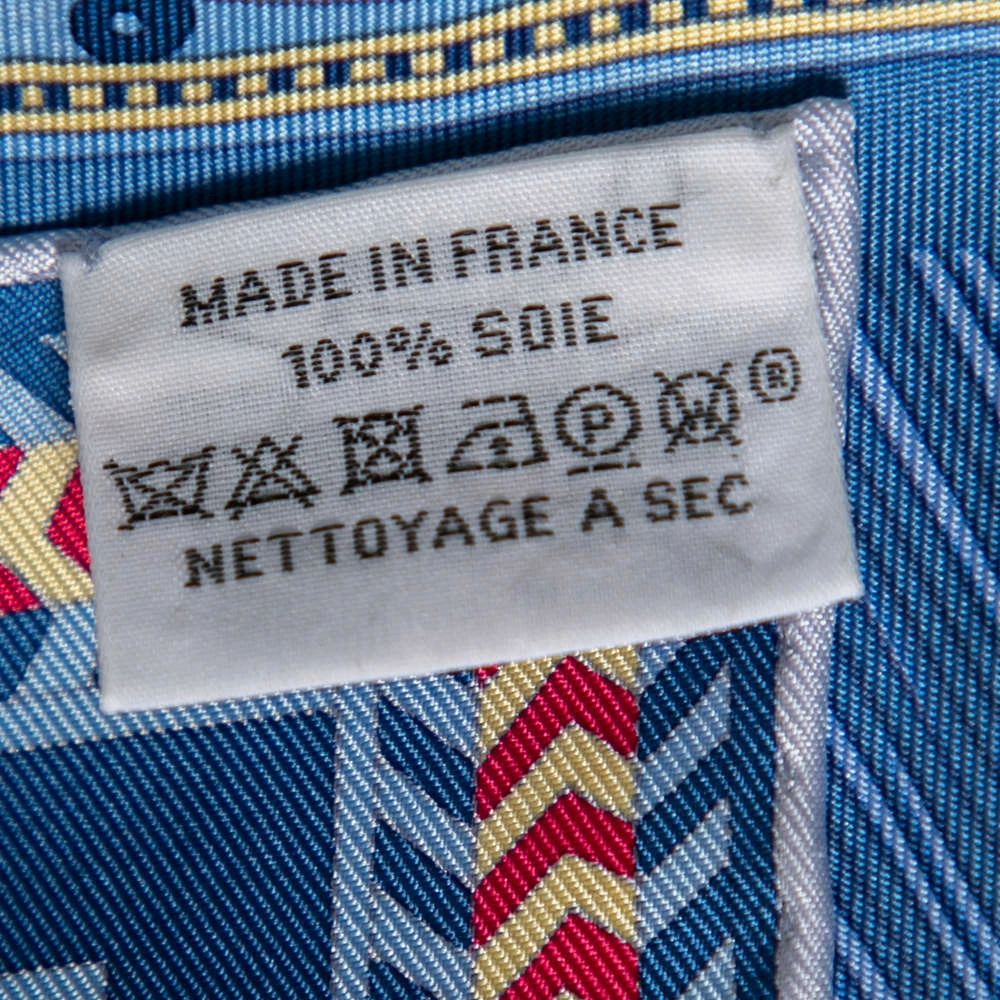 MADE IN FRANCE
100% SOIE
P W ®
NETTOYAGE A SEC